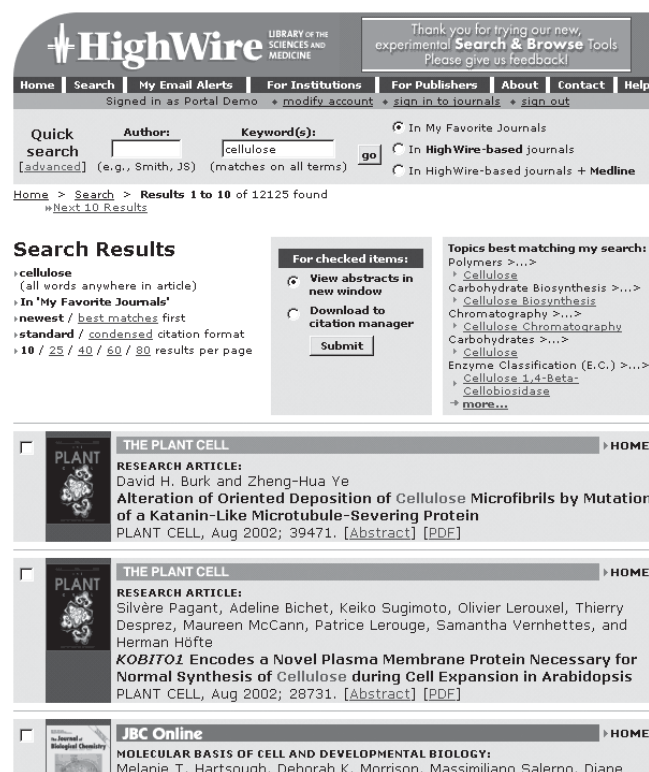 HighWire
LIBRARY OF THE
SCIENCES AND
MEDICINE
Thank you for trying our new,
experimental Search & Browse Tools
Please give us feedback!
Home Search My Email Alerts For Institutions For Publishers About Contact Help
Signed in as Portal Demo ◆ modify account ◆ sign in to journals ◆ sign out
Quick
search
[advanced]
Author:
(e.g., Smith, JS)
Keyword(s):
cellulose
(matches on all terms)
go
In My Favorite Journals
In HighWire-based journals
In HighWire-based journals + Medline
Home > Search > Results 1 to 10 of 12125 found
Next 10 Results
Search Results
cellulose
(all words anywhere in article)
In 'My Favorite Journals'
newest / best matches first
standard / condensed citation format
10 / 25 / 40 / 60 / 80 results per page
For checked items:
View abstracts in
new window
Download to
citation manager
Submit
Topics best matching my search:
Polymers >...>
Cellulose
Carbohydrate Biosynthesis >...>
Cellulose Biosynthesis
Chromatography >...>
Cellulose Chromatography
Carbohydrates >...>
Cellulose
Enzyme Classification (E.C.) >...>
Cellulose 1,4-Beta-
Cellobiosidase
→ more...
PLANT
THE PLANT CELL
HOME
RESEARCH ARTICLE:
David H. Burk and Zheng-Hua Ye
Alteration of Oriented Deposition of Cellulose Microfibrils by Mutation
of a Katanin-Like Microtubule-Severing Protein
PLANT CELL, Aug 2002; 39471. [Abstract] [PDF]
PLANT
THE PLANT CELL
HOME
RESEARCH ARTICLE:
Silvère Pagant, Adeline Bichet, Keiko Sugimoto, Olivier Lerouxel, Thierry
Desprez, Maureen McCann, Patrice Lerouge, Samantha Vernhettes, and
Herman Höfte
KOBITO1 Encodes a Novel Plasma Membrane Protein Necessary for
Normal Synthesis of Cellulose during Cell Expansion in Arabidopsis
PLANT CELL, Aug 2002; 28731. [Abstract] [PDF]
The Journal of
Biological Chemistry
JBC Online
HOME
MOLECULAR BASIS OF CELL AND DEVELOPMENTAL BIOLOGY:
Melanie T. Hartsough, Deborah K. Morrison, Massimiliano Salerno, Diane